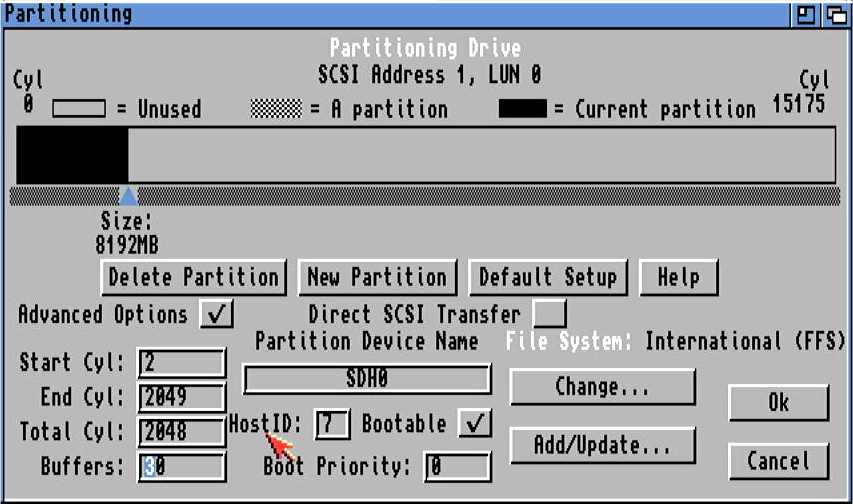 Partitioning
Partitioning Drive
SCSI Address 1, LUN 0
Cyl
0
Cyl
15175
= Unused
= A partition
= Current partition
Size:
8192MB
Delete Partition
New Partition
Default Setup
Help
Advanced Options
Direct SCSI Transfer
Partition Device Name
File System: International (FFS)
Start Cyl: 2
SDH0
Change...
End Cyl: 2049
Ok
Total Cyl: 2048
HostID: 7
Bootable
Add/Update...
Buffers: 30
Boot Priority: 0
Cancel